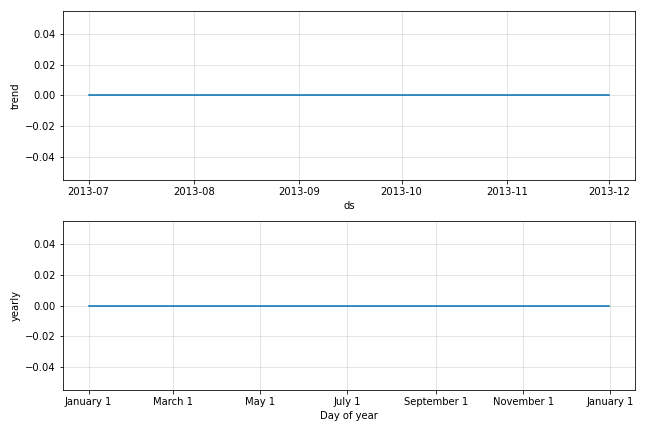 0.04
0.02
0.00
−0.02
−0.04
trend
2013-07 2013-08 2013-09 2013-10 2013-11 2013-12
ds
0.04
0.02
0.00
−0.02
−0.04
yearly
January 1 March 1 May 1 July 1 September 1 November 1 January 1
Day of year